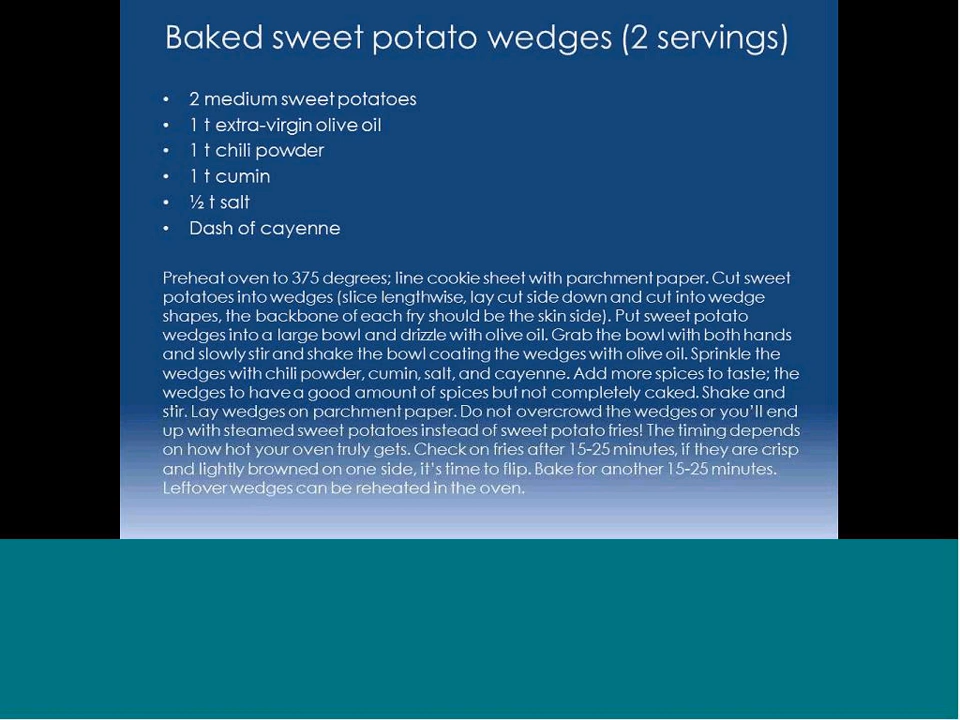 Baked sweet potato wedges (2 servings)
• 2 medium sweet potatoes
• 1 t extra-virgin olive oil
• 1 t chili powder
• 1 t cumin
• ½ t salt
• Dash of cayenne
Preheat oven to 375 degrees; line cookie sheet with parchment paper. Cut sweet
potatoes into wedges (slice lengthwise, lay cut side down and cut into wedge
shapes, the backbone of each fry should be the skin side). Put sweet potato
wedges into a large bowl and drizzle with olive oil. Grab the bowl with both hands
and slowly stir and shake the bowl coating the wedges with olive oil. Sprinkle the
wedges with chili powder, cumin, salt, and cayenne. Add more spices to taste; the
wedges to have a good amount of spices but not completely caked. Shake and
stir. Lay wedges on parchment paper. Do not overcrowd the wedges or you'll end
up with steamed sweet potatoes instead of sweet potato fries! The timing depends
on how hot your oven truly gets. Check on fries after 15-25 minutes, if they are crisp
and lightly browned on one side, it's time to flip. Bake for another 15-25 minutes.
Leftover wedges can be reheated in the oven.